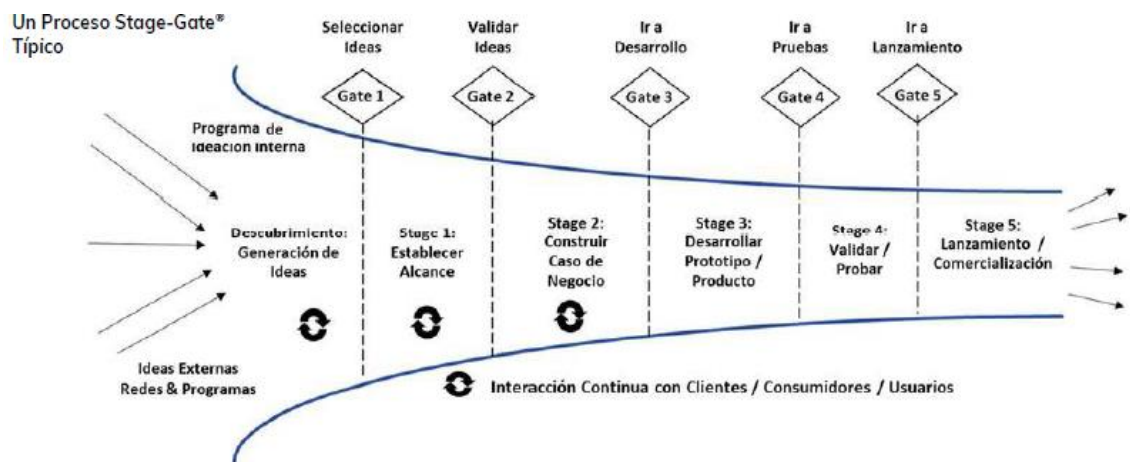 Un Proceso Stage-Gate®
Típico
Seleccionar
Ideas
Validar
Ideas
Ir a
Desarrollo
Ir a
Pruebas
Ir a
Lanzamiento
Gate 1
Gate 2
Gate 3
Gate 4
Gate 5
Programa de
Ideación Interna
Descubrimiento:
Generación de
Ideas
Stage 1:
Establecer
Alcance
Stage 2:
Construir
Caso de
Negocio
Stage 3:
Desarrollar
Prototipo /
Producto
Stage 4:
Validar /
Probar
Stage 5:
Lanzamiento /
Comercialización
Ideas Externas
Redes & Programas
Interacción Continua con Clientes / Consumidores / Usuarios